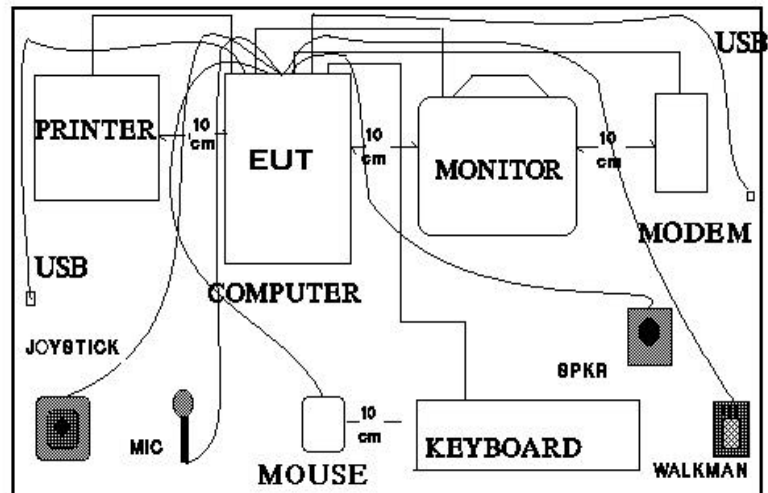 USB
PRINTER
10
cm
EUT
10
cm
MONITOR
10
cm
MODEM
USB
COMPUTER
JOYSTICK
SPKR
MIC
MOUSE
10
cm
KEYBOARD
WALKMAN